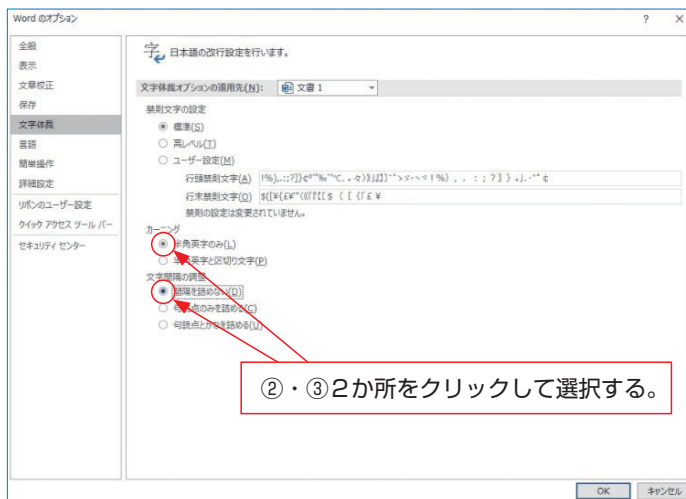 Word のオプション ? ×
全般
表示
文章校正
保存
文字体裁
言語
簡単操作
詳細設定
リボンのユーザー設定
クイック アクセス ツール バー
セキュリティ センター
字 日本語の改行設定を行います。
文字体裁オプションの適用先(N): 文書 1
禁則文字の設定
標準(S)
高レベル(T)
ユーザー設定(M)
行頭禁則文字(A)
行末禁則文字(O)
禁則の設定は変更されていません。
カーニング
半角英字のみ(L)
半角英字と区切り文字(P)
文字間隔の調整
間隔を詰めない(D)
句読点のみを詰める(C)
句読点とかなを詰める(U)
②・③2か所をクリックして選択する。
OK キャンセル